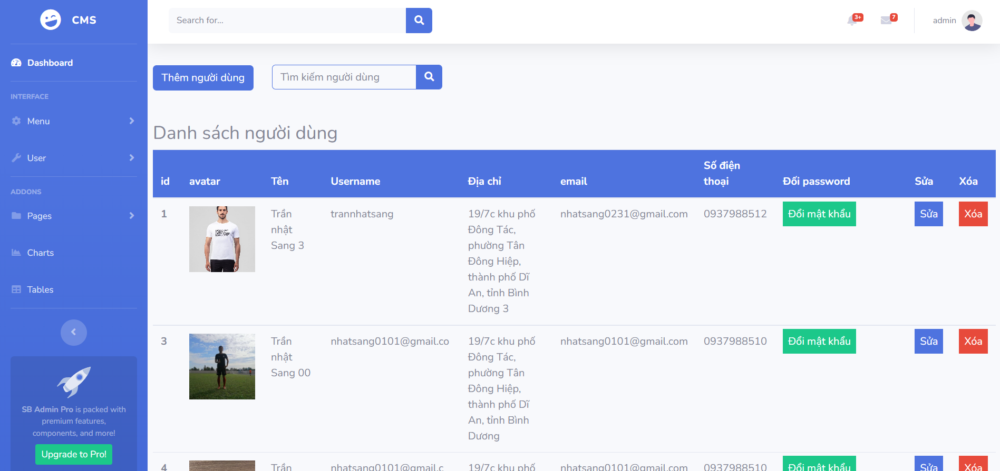 CMS
Search for...
3+
7
admin
Dashboard
INTERFACE
Menu
User
ADDONS
Pages
Charts
Tables
SB Admin Pro is packed with
premium features,
components, and more!
Upgrade to Pro!
Thêm người dùng
Tìm kiếm người dùng
Danh sách người dùng
id avatar Tên Username Địa chỉ email Số điện thoại Đối password Sửa Xóa
1
Trần
nhật
Sang 3
trannhatsang
19/7c khu phố
Đông Tác,
phường Tân
Đông Hiệp,
thành phố Dĩ
An, tỉnh Bình
Dương 3
nhatsang0231@gmail.com
0937988512
Đổi mật khẩu
Sửa
Xóa
3
Trần
nhật
Sang 00
nhatsang0101@gmail.co
19/7c khu phố
Đông Tác,
phường Tân
Đông Hiệp,
thành phố Dĩ
An, tỉnh Bình
Dương
nhatsang0101@gmail.com
0937988510
Đổi mật khẩu
Sửa
Xóa
4
Trần
nhatsang0101@gmail.c
19/7c khu phố
nhatsang0101@gmail.com
0937988510
Đổi mật khẩu
Sửa
Xóa